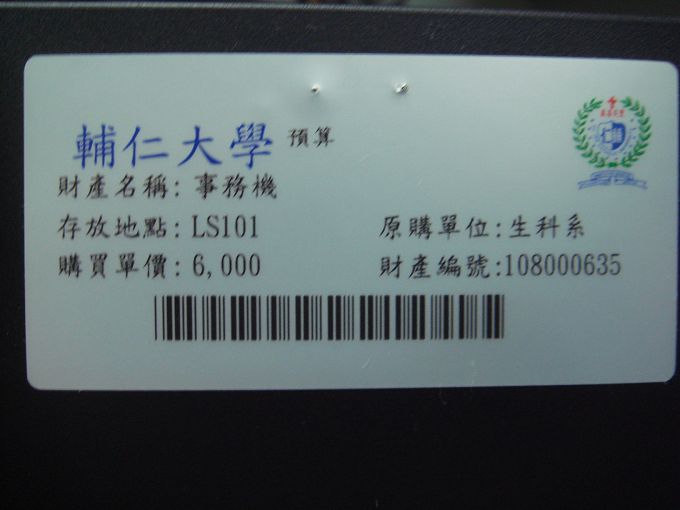 輔仁大學 預算
財產名稱: 事務機
存放地點: LS101 原購單位:生科系
購買單價: 6,000 財產編號:108000635